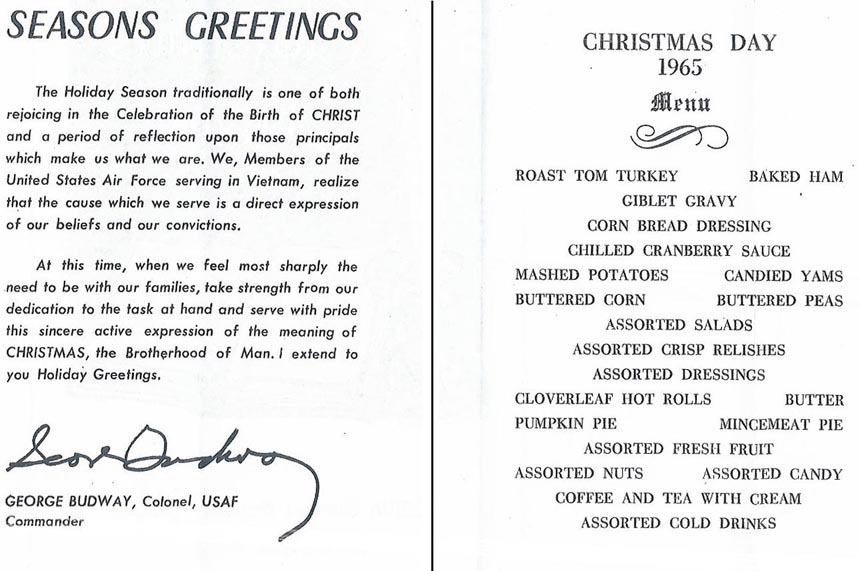 SEASONS GREETINGS
The Holiday Season traditionally is one of both
rejoicing in the Celebration of the Birth of CHRIST
and a period of reflection upon those principals
which make us what we are. We, Members of the
United States Air Force serving in Vietnam, realize
that the cause which we serve is a direct expression
of our beliefs and our convictions.
At this time, when we feel most sharply the
need to be with our families, take strength from our
dedication to the task at hand and serve with pride
this sincere active expression of the meaning of
CHRISTMAS, the Brotherhood of Man. I extend to
you Holiday Greetings.
George Budway
GEORGE BUDWAY, Colonel, USAF
Commander
CHRISTMAS DAY
1965
Menu
ROAST TOM TURKEY BAKED HAM
GIBLET GRAVY
CORN BREAD DRESSING
CHILLED CRANBERRY SAUCE
MASHED POTATOES CANDIED YAMS
BUTTERED CORN BUTTERED PEAS
ASSORTED SALADS
ASSORTED CRISP RELISHES
ASSORTED DRESSINGS
CLOVERLEAF HOT ROLLS BUTTER
PUMPKIN PIE MINCEMEAT PIE
ASSORTED FRESH FRUIT
ASSORTED NUTS ASSORTED CANDY
COFFEE AND TEA WITH CREAM
ASSORTED COLD DRINKS